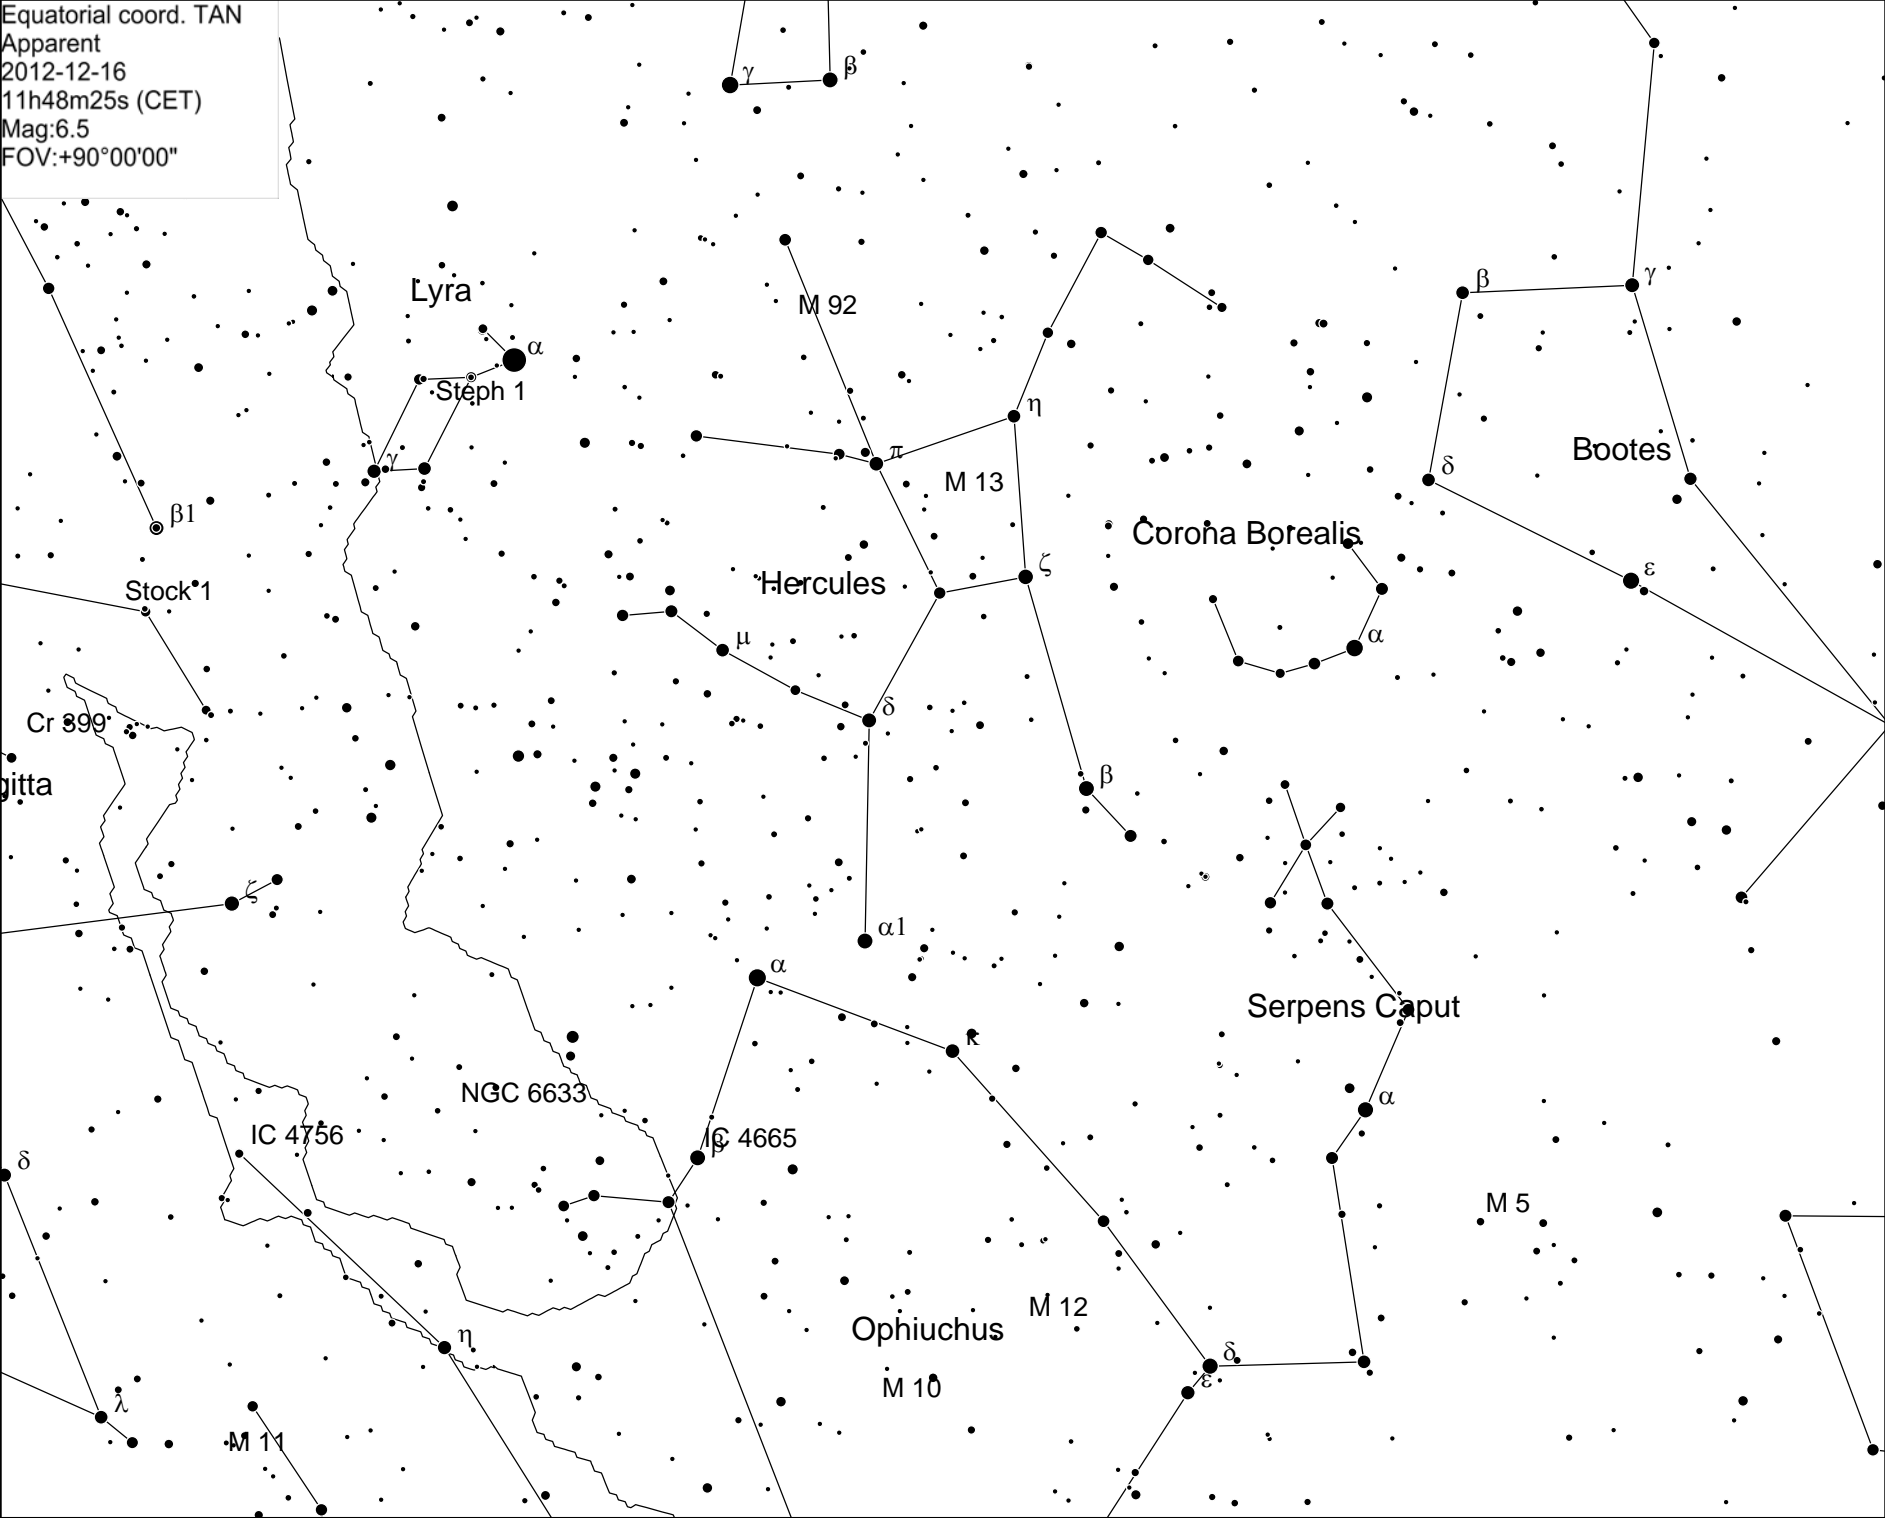 Equatorial coord. TAN
Apparent
2012-12-16
11h48m25s (CET)
Mag:6.5
FOV:+90°00'00"
γ
β
Lyra
α
Steph 1
γ
M 92
η
π
M 13
β
γ
Bootes
δ
β1
Stock 1
Corona Borealis
Hercules
ζ
ε
μ
α
Cr 399
δ
gitta
β
ζ
α1
α
Serpens Caput
κ
NGC 6633
α
IC 4756
IC 4665
β
δ
M 5
M 12
Ophiuchus
η
δ
ε
M 10
λ
M 11